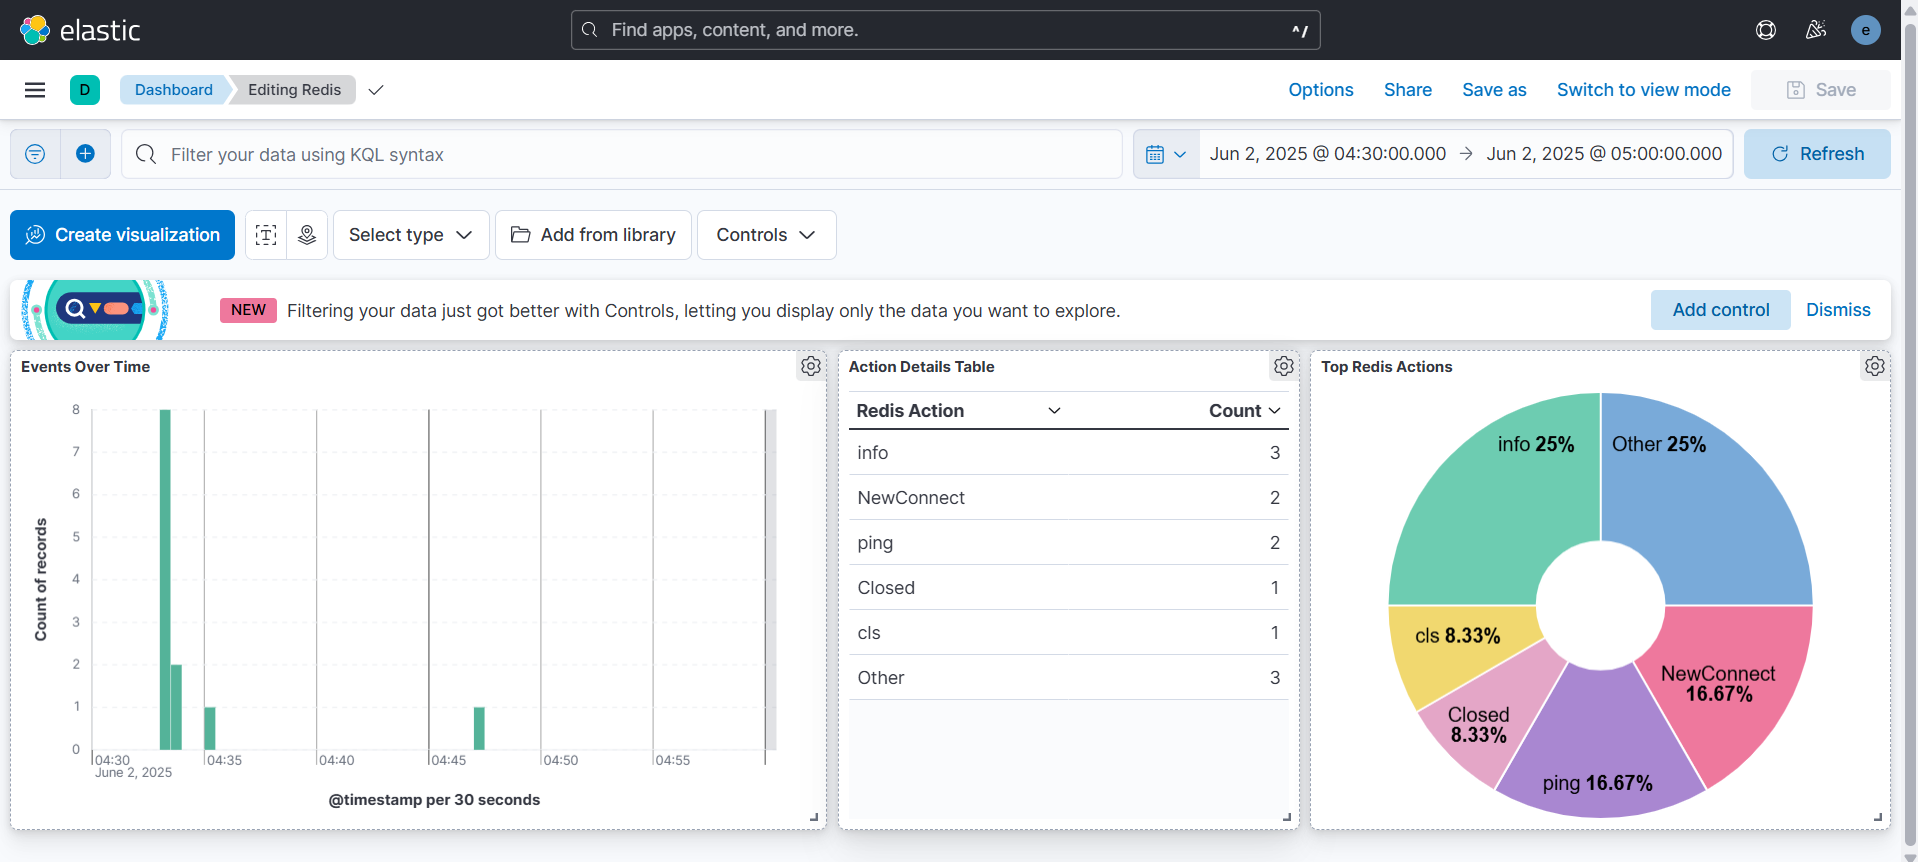 elastic
Find apps, content, and more.
^/
e
D
Dashboard
Editing Redis
Options
Share
Save as
Switch to view mode
Save
Filter your data using KQL syntax
Jun 2, 2025 @ 04:30:00.000 → Jun 2, 2025 @ 05:00:00.000
Refresh
Create visualization
T
Select type
Add from library
Controls
NEW
Filtering your data just got better with Controls, letting you display only the data you want to explore.
Add control
Dismiss
Events Over Time
Count of records
8
7
6
5
4
3
2
1
0
04:30 04:35 04:40 04:45 04:50 04:55
June 2, 2025
@timestamp per 30 seconds
Action Details Table
Redis Action Count
info 3
NewConnect 2
ping 2
Closed 1
cls 1
Other 3
Top Redis Actions
info 25%
Other 25%
cls 8.33%
NewConnect
16.67%
Closed
8.33%
ping 16.67%